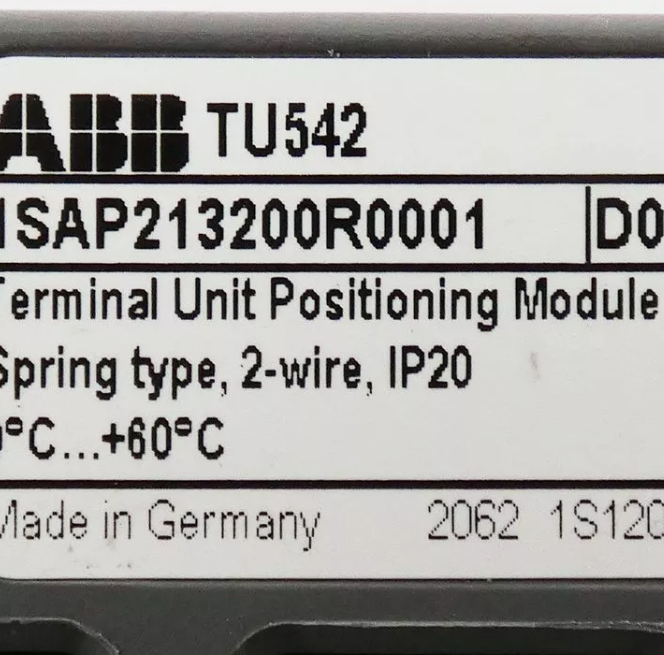 ABB TU542
1SAP213200R0001 D0
Terminal Unit Positioning Module
Spring type, 2-wire, IP20
0°C...+60°C
Made in Germany 2062 1S12